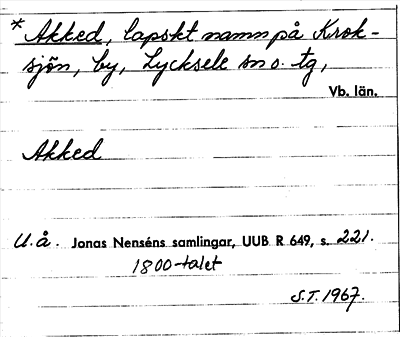 * Akked, lapskt namn på Krok-
sjön, by, Lycksele sn o. tg,
Vb. län.
Akked
U.å. Jonas Nenséns samlingar, UUB R 649, s. 221.
1800-talet
S.T. 1967.